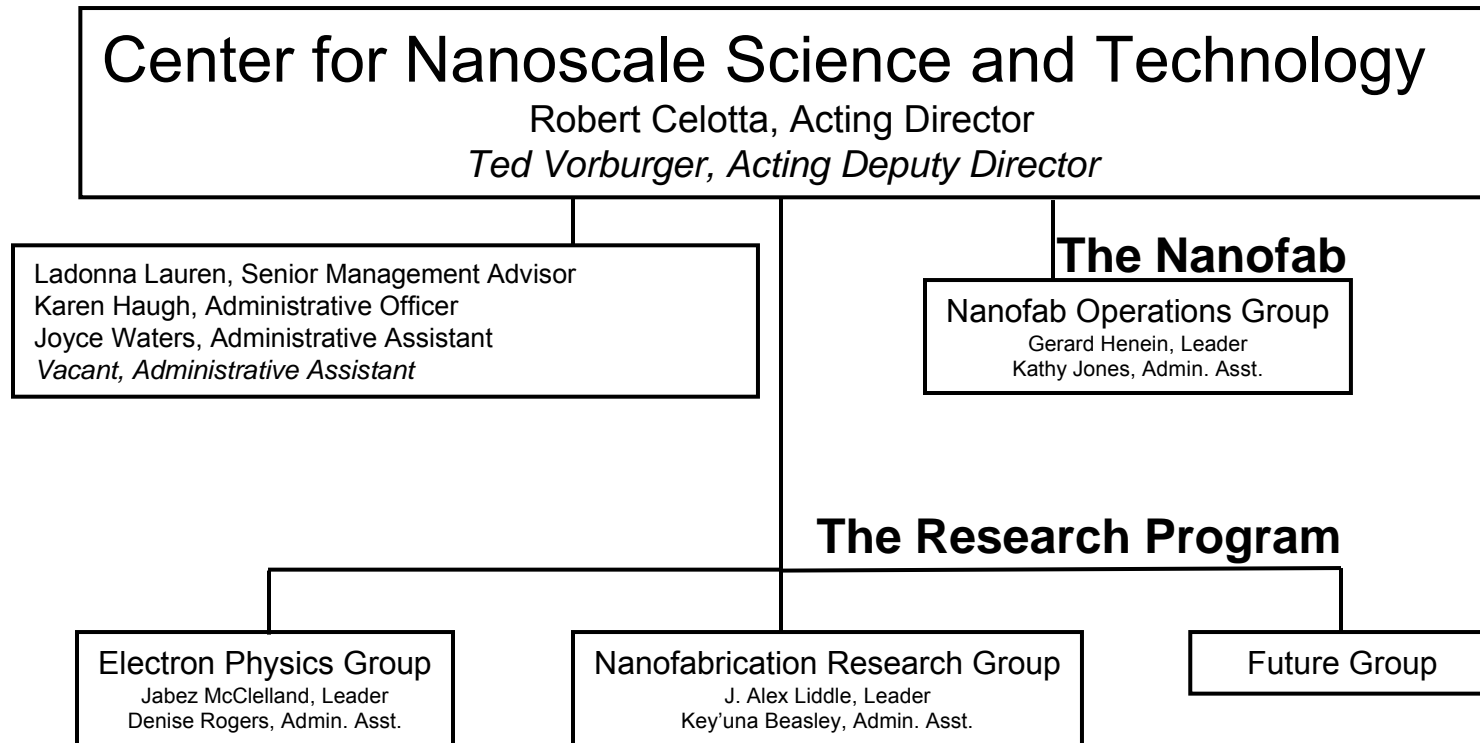 Center for Nanoscale Science and Technology
Robert Celotta, Acting Director
Ted Vorburger, Acting Deputy Director
Ladonna Lauren, Senior Management Advisor
Karen Haugh, Administrative Officer
Joyce Waters, Administrative Assistant
Vacant, Administrative Assistant
The Nanofab
Nanofab Operations Group
Gerard Henein, Leader
Kathy Jones, Admin. Asst.
The Research Program
Electron Physics Group
Jabez McClelland, Leader
Denise Rogers, Admin. Asst.
Nanofabrication Research Group
J. Alex Liddle, Leader
Key’una Beasley, Admin. Asst.
Future Group